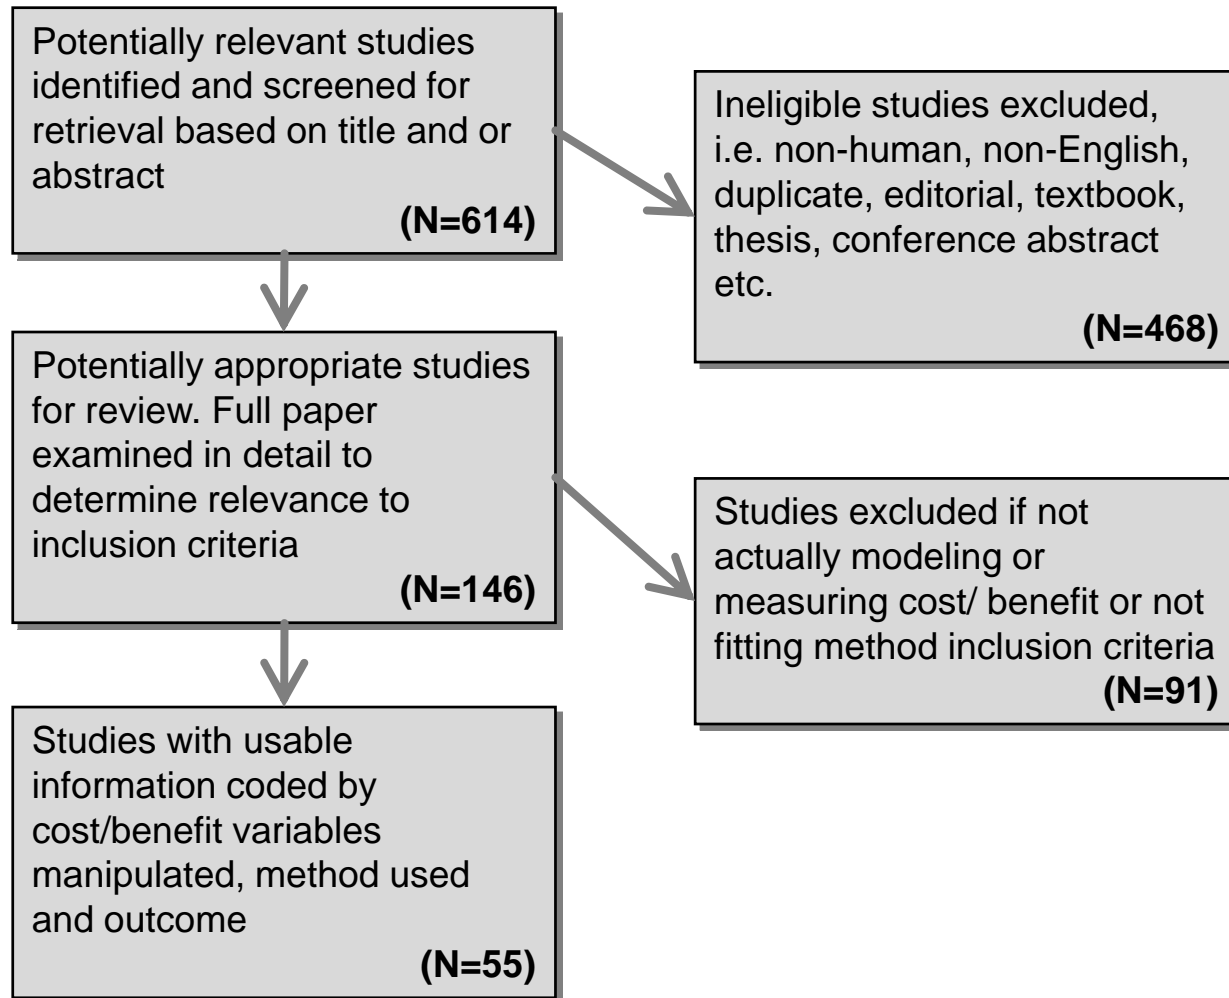 Potentially relevant studies
identified and screened for
retrieval based on title and or
abstract
(N=614)
Ineligible studies excluded,
i.e. non-human, non-English,
duplicate, editorial, textbook,
thesis, conference abstract
etc.
(N=468)
Potentially appropriate studies
for review. Full paper
examined in detail to
determine relevance to
inclusion criteria
(N=146)
Studies excluded if not
actually modeling or
measuring cost/ benefit or not
fitting method inclusion criteria
(N=91)
Studies with usable
information coded by
cost/benefit variables
manipulated, method used
and outcome
(N=55)